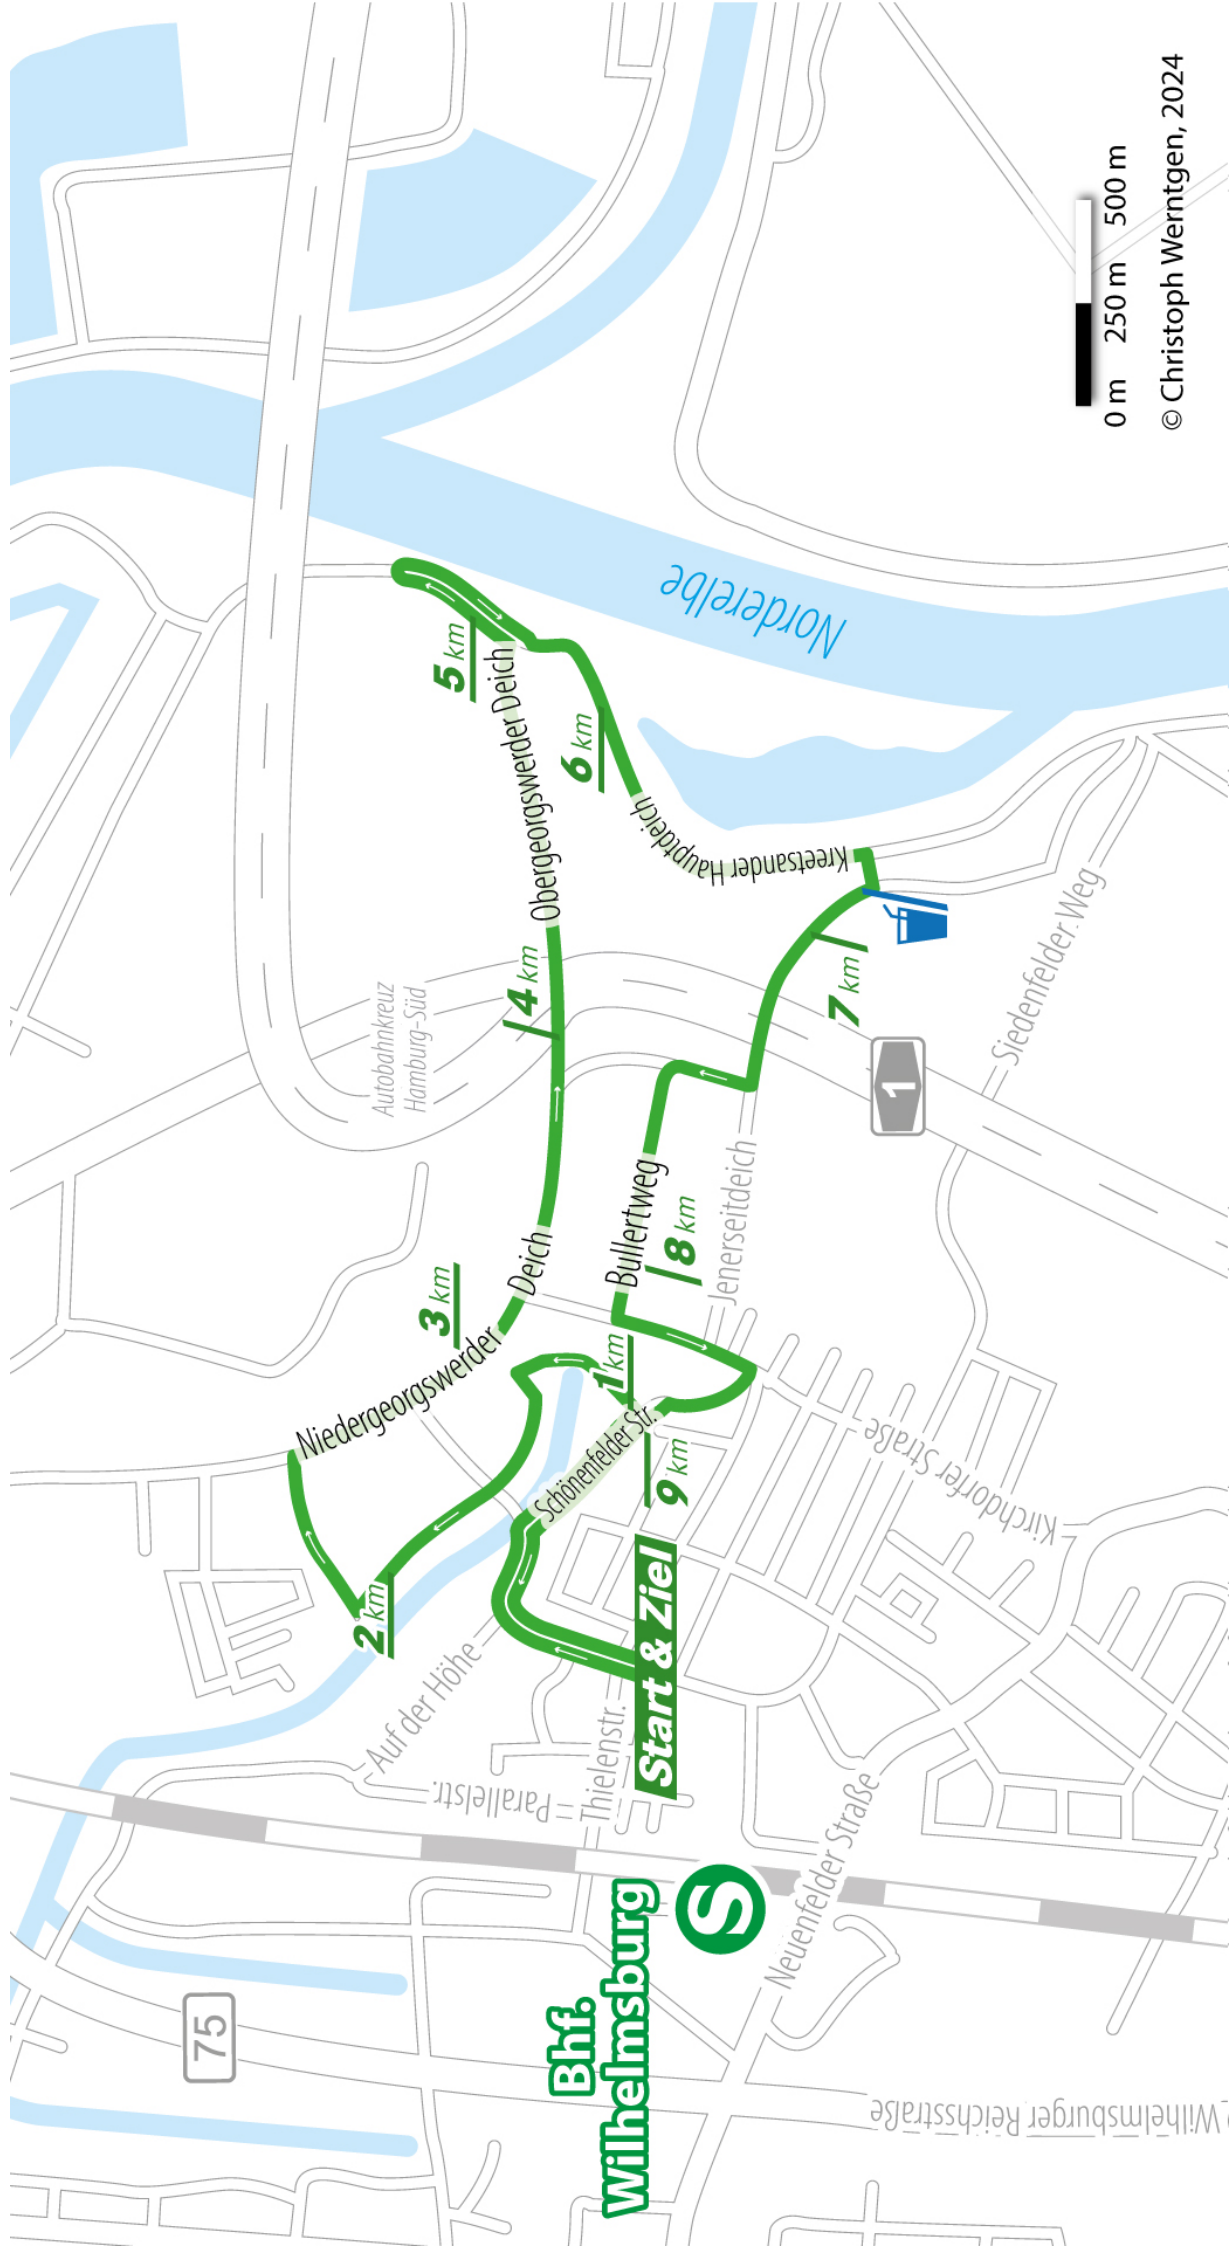 Bhf.
Wilhelmsburg
S
75
Wilhelmsburger Reichsstraße
Neuenfelder Straße
Parallelstr.
Thielenstr.
Auf der Höhe
Start & Ziel
Schönenfelder Str.
1 km
2 km
Niedergeorgswerder
Deich
3 km
4 km
Obergeorgswerder Deich
5 km
6 km
Kreetsander Hauptdeich
7 km
Bullertweg
8 km
9 km
Jenerseitdeich
Kirchdorfer Straße
Siedenfelder Weg
Autobahnkreuz
Hamburg-Süd
1
Norderelbe
0 m 250 m 500 m
© Christoph Werntgen, 2024